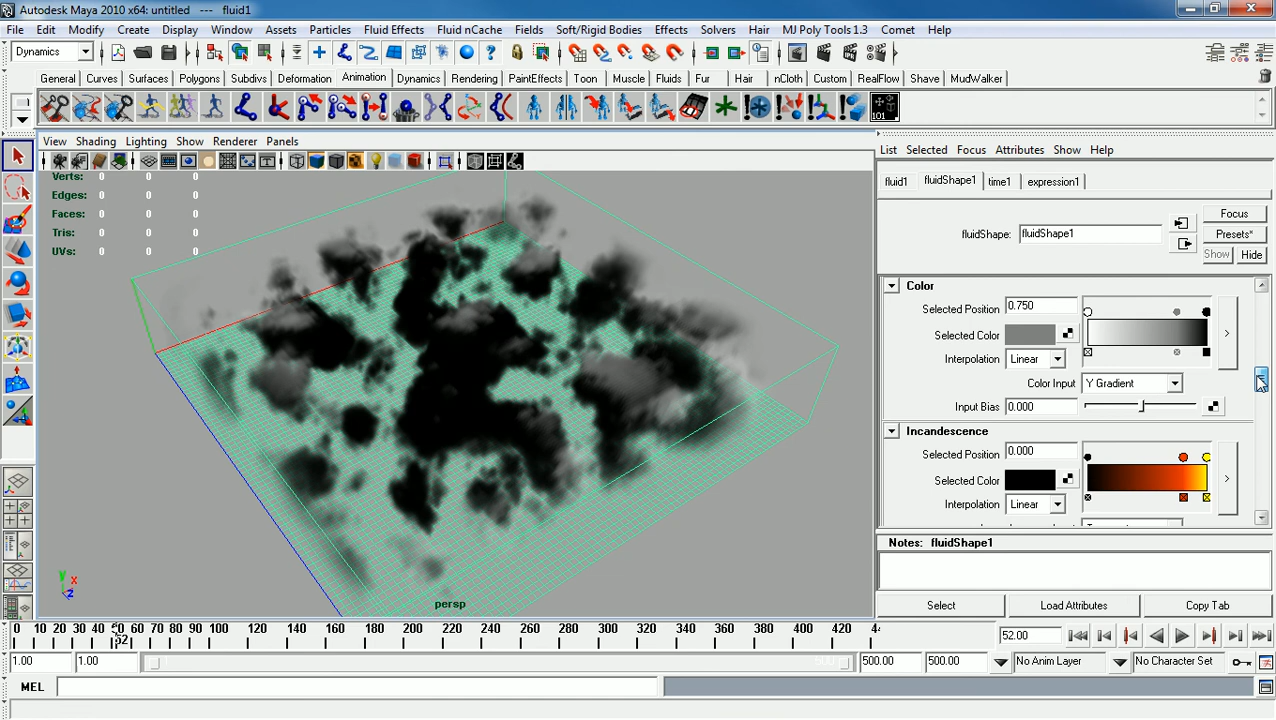 Autodesk Maya 2010 x64: untitled --- fluid1
File Edit Modify Create Display Window Assets Particles Fluid Effects Fluid nCache Fields Soft/Rigid Bodies Effects Solvers Hair MJ Poly Tools 1.3 Comet Help
Dynamics
General Curves Surfaces Polygons Subdivs Deformation Animation Dynamics Rendering PaintEffects Toon Muscle Fluids Fur Hair nCloth Custom RealFlow Shave MudWalker
101
View Shading Lighting Show Renderer Panels
List Selected Focus Attributes Show Help
Verts: 0 0 0
Edges: 0 0 0
Faces: 0 0 0
Tris: 0 0 0
UVs: 0 0 0
fluid1 fluidShape1 time1 expression1
fluidShape: fluidShape1
Focus
Presets*
Show Hide
Color
Selected Position 0.750
Selected Color
Interpolation Linear
Color Input Y Gradient
Input Bias 0.000
Incandescence
Selected Position 0.000
Selected Color
Interpolation Linear
Notes: fluidShape1
Select Load Attributes Copy Tab
y x z
persp
0 10 20 30 40 50 60 70 80 90 100 120 140 160 180 200 220 240 260 280 300 320 340 360 380 400 420
52
52.00
1.00 1.00 500.00 500.00 No Anim Layer No Character Set
MEL